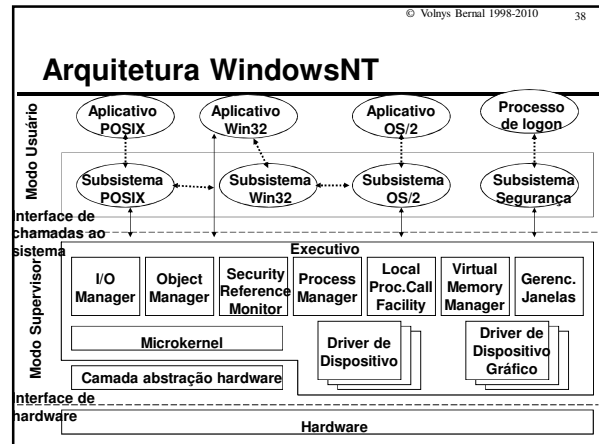 © Volnys Bernal 1998-2010 38
Arquitetura WindowsNT
Modo Usuário
Aplicativo
POSIX
Aplicativo
Win32
Aplicativo
OS/2
Processo
de logon
Subsistema
POSIX
Subsistema
Win32
Subsistema
OS/2
Subsistema
Segurança
Interface de
chamadas ao
sistema
Modo Supervisor
Executivo
I/O
Manager
Object
Manager
Security
Reference
Monitor
Process
Manager
Local
Proc.Call
Facility
Virtual
Memory
Manager
Gerenc.
Janelas
Microkernel
Driver de
Dispositivo
Driver de
Dispositivo
Gráfico
Camada abstração hardware
Interface de
hardware
Hardware